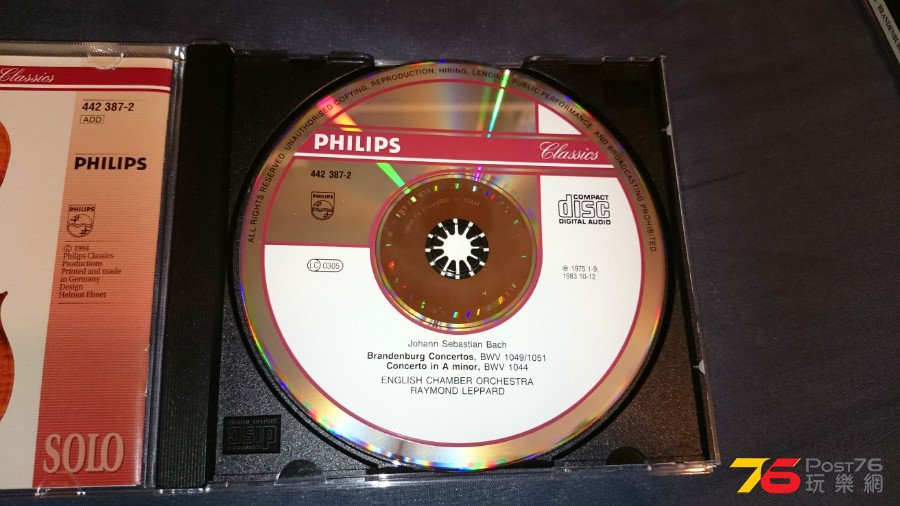 Classics
442 387-2
ADD
PHILIPS
PHILIPS
© 1994
Philips Classics
Productions
Printed and made
in Germany
Design
Helmut Ebnet
SOLO
ALL RIGHTS RESERVED UNAUTHORISED COPYING, REPRODUCTION, HIRING, LENDING, PUBLIC PERFORMANCE AND BROADCASTING PROHIBITED
PHILIPS
Classics
442 387-2
PHILIPS
COMPACT
disc
DIGITAL AUDIO
LC 0305
℗ 1975 1-9,
1983 10-12
Johann Sebastian Bach
Brandenburg Concertos, BWV 1049/1051
Concerto in A minor, BWV 1044
ENGLISH CHAMBER ORCHESTRA
RAYMOND LEPPARD
76 POST76
玩樂網